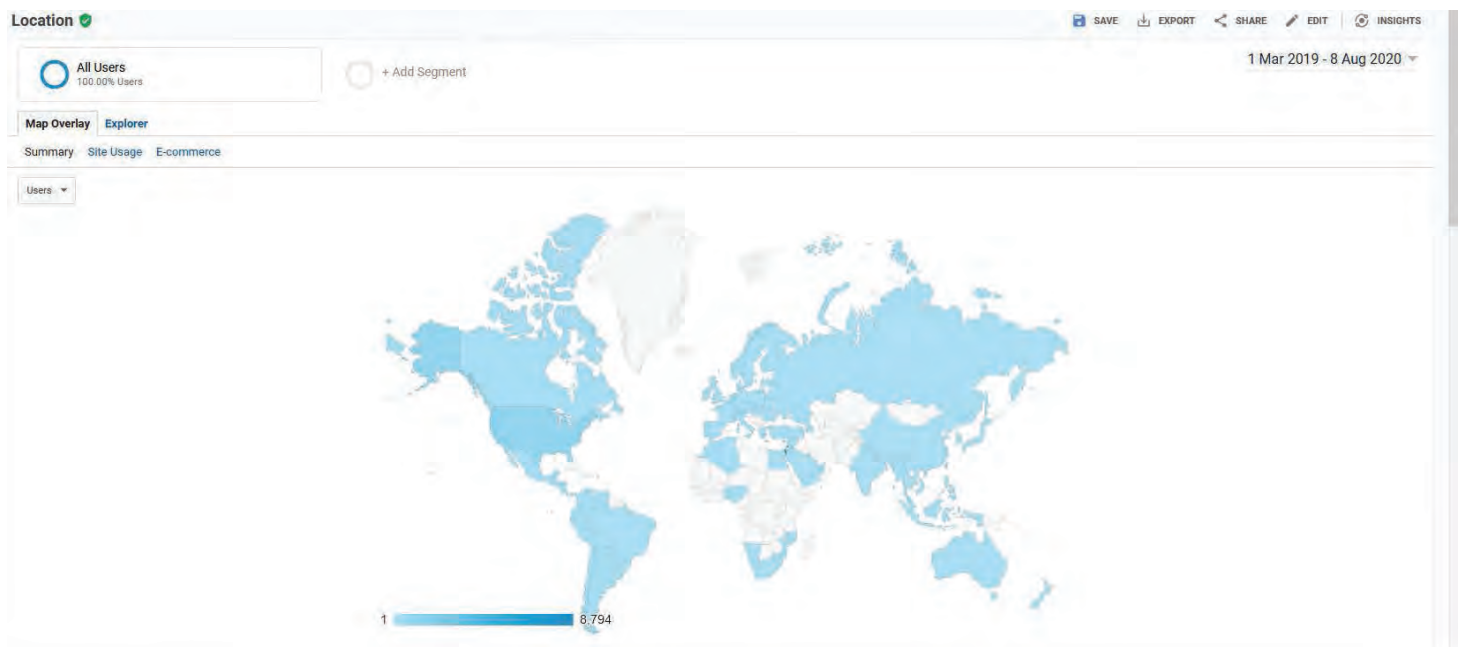 Location
SAVE EXPORT SHARE EDIT INSIGHTS
All Users
100.00% Users
+ Add Segment
1 Mar 2019 - 8 Aug 2020
Map Overlay Explorer
Summary Site Usage E-commerce
Users
1 8,794